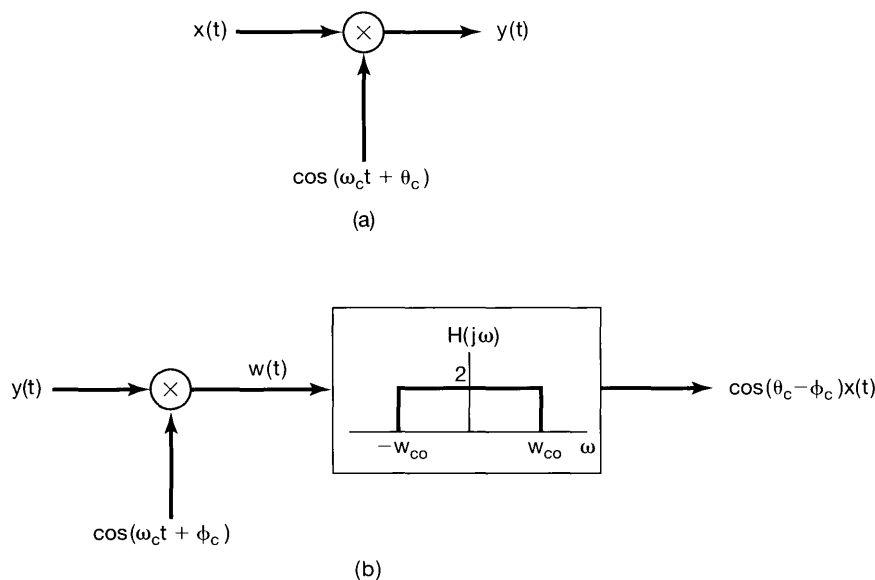 x(t)
×
y(t)
cos (ω_c t + θ_c)
(a)
H(jω)
2
y(t)
×
w(t)
cos(θ_c − ϕ_c)x(t)
−w_co
w_co
ω
cos(ω_c t + ϕ_c)
(b)